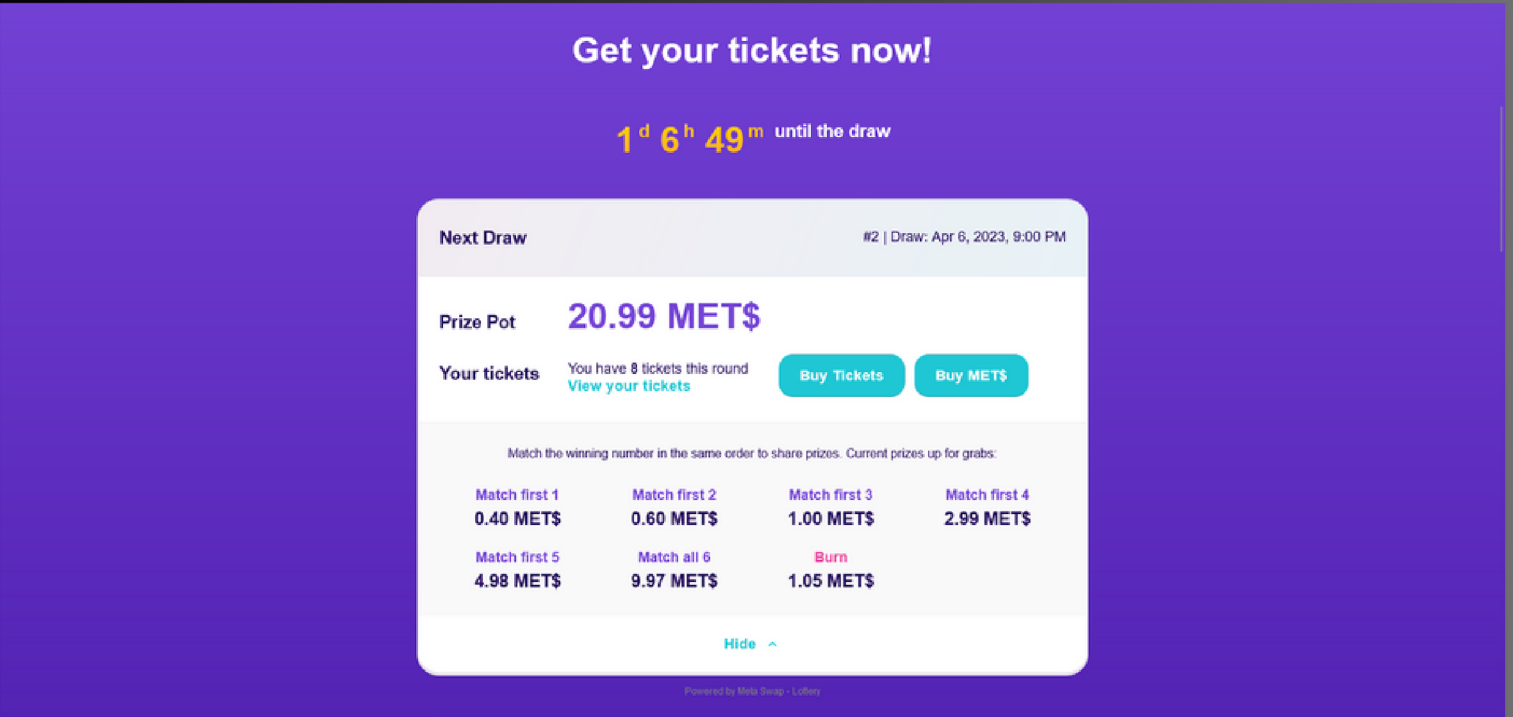 Get your tickets now!
1 d 6 h 49 m until the draw
Next Draw
#2 | Draw: Apr 6, 2023, 9:00 PM
Prize Pot
20.99 MET$
Your tickets
You have 8 tickets this round
View your tickets
Buy Tickets
Buy MET$
Match the winning number in the same order to share prizes. Current prizes up for grabs:
Match first 1
0.40 MET$
Match first 2
0.60 MET$
Match first 3
1.00 MET$
Match first 4
2.99 MET$
Match first 5
4.98 MET$
Match all 6
9.97 MET$
Burn
1.05 MET$
Hide
Powered by Meta Swap - Lottery